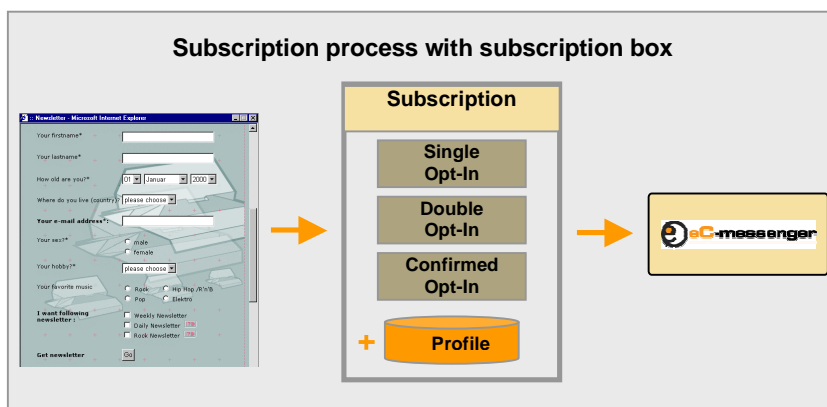 Subscription process with subscription box
:: Newsletter - Microsoft Internet Explorer
Your firstname*
Your lastname*
How old are you?* 01 Januar 2000
Where do you live (country)? please choose
Your e-mail address*:
Your sex?* male
female
Your hobby?* please choose
Your favorite music Rock Hip Hop /R'n'B
Pop Elektro
I want following
newsletter : Weekly Newsletter
Daily Newsletter
Rock Newsletter
Get newsletter Go
Subscription
Single
Opt-In
Double
Opt-In
Confirmed
Opt-In
+ Profile
eC-messenger